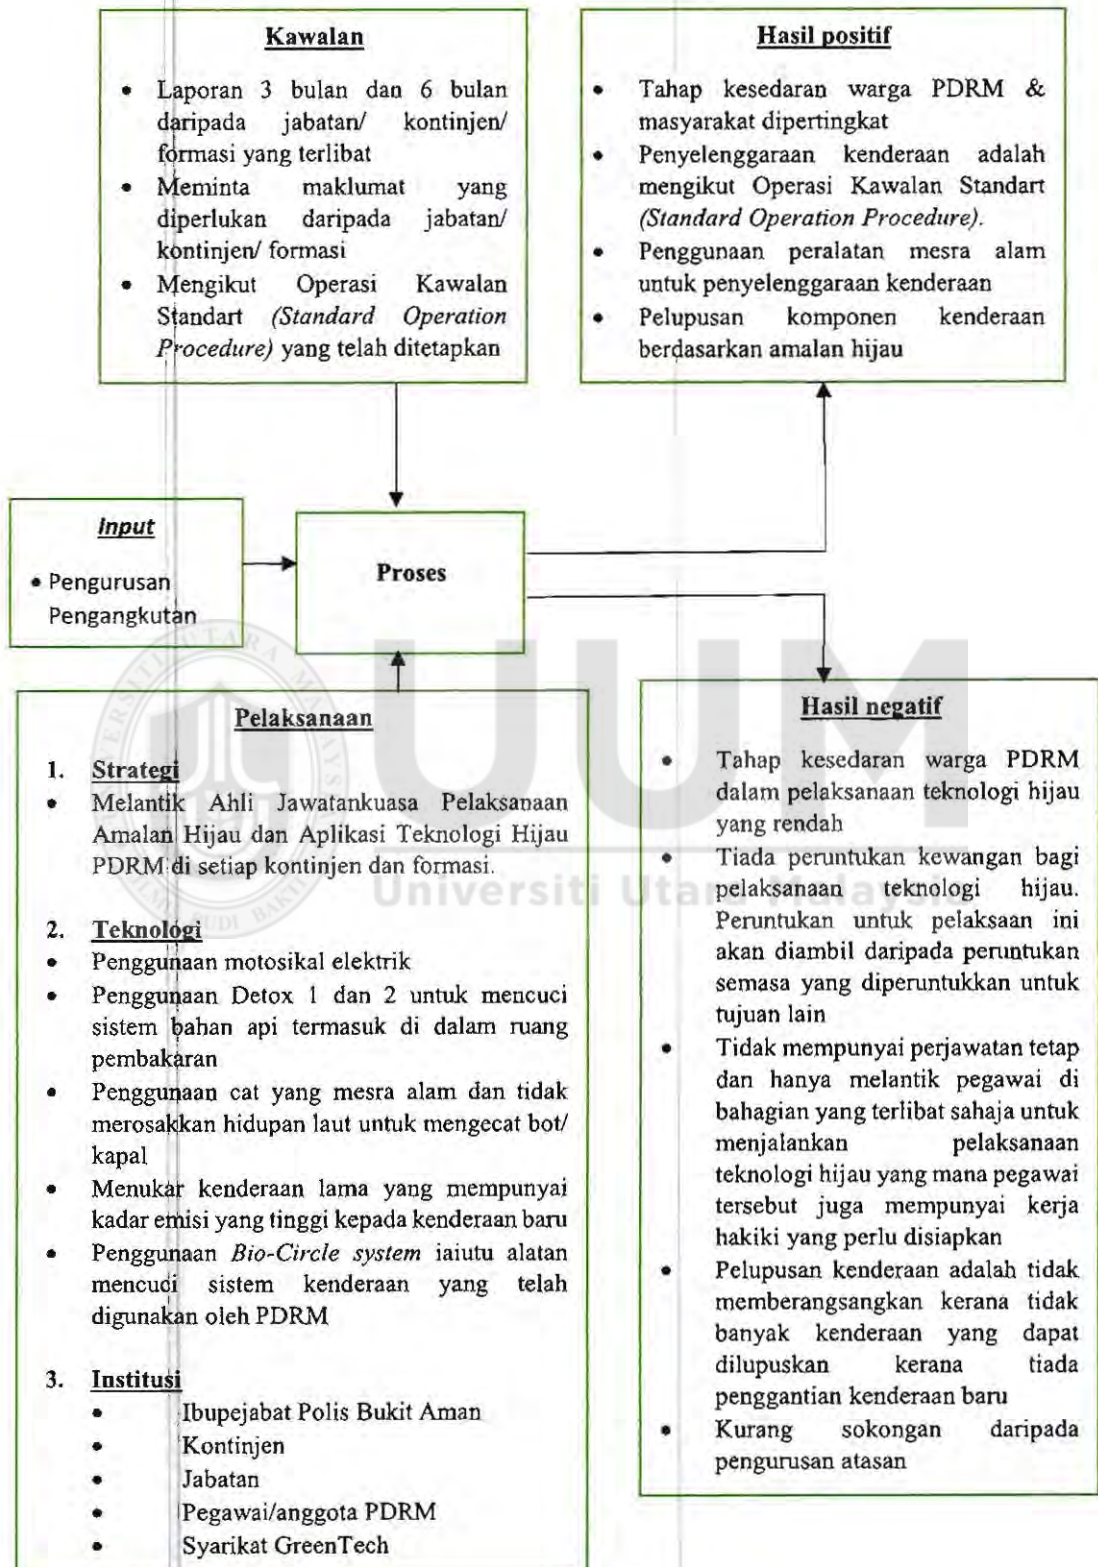 Kawalan
• Laporan 3 bulan dan 6 bulan
daripada jabatan/ kontinjen/
formasi yang terlibat
• Meminta maklumat yang
diperlukan daripada jabatan/
kontinjen/ formasi
• Mengikut Operasi Kawalan
Standart (Standard Operation
Procedure) yang telah ditetapkan
Hasil positif
• Tahap kesedaran warga PDRM &
masyarakat dipertingkat
• Penyelenggaraan kenderaan adalah
mengikut Operasi Kawalan Standart
(Standard Operation Procedure).
• Penggunaan peralatan mesra alam
untuk penyelenggaraan kenderaan
• Pelupusan komponen kenderaan
berdasarkan amalan hijau
Input
• Pengurusan
Pengangkutan
Proses
Pelaksanaan
1. Strategi
• Melantik Ahli Jawatankuasa Pelaksanaan
Amalan Hijau dan Aplikasi Teknologi Hijau
PDRM di setiap kontinjen dan formasi.
2. Teknologi
• Penggunaan motosikal elektrik
• Penggunaan Detox 1 dan 2 untuk mencuci
sistem bahan api termasuk di dalam ruang
pembakaran
• Penggunaan cat yang mesra alam dan tidak
merosakkan hidupan laut untuk mengecat bot/
kapal
• Menukar kenderaan lama yang mempunyai
kadar emisi yang tinggi kepada kenderaan baru
• Penggunaan Bio-Circle system iaiutu alatan
mencudi sistem kenderaan yang telah
digunakan oleh PDRM
3. Institusi
• Ibupejabat Polis Bukit Aman
• Kontinjen
• Jabatan
• Pegawai/anggota PDRM
• Syarikat GreenTech
Hasil negatif
• Tahap kesedaran warga PDRM
dalam pelaksanaan teknologi hijau
yang rendah
• Tiada peruntukan kewangan bagi
pelaksanaan teknologi hijau.
Peruntukan untuk pelaksaan ini
akan diambil daripada peruntukan
semasa yang diperuntukkan untuk
tujuan lain
• Tidak mempunyai perjawatan tetap
dan hanya melantik pegawai di
bahagian yang terlibat sahaja untuk
menjalankan pelaksanaan
teknologi hijau yang mana pegawai
tersebut juga mempunyai kerja
hakiki yang perlu disiapkan
• Pelupusan kenderaan adalah tidak
memberangsangkan kerana tidak
banyak kenderaan yang dapat
dilupuskan kerana tiada
penggantian kenderaan baru
• Kurang sokongan daripada
pengurusan atasan
UUM
Universiti Utara Malaysia